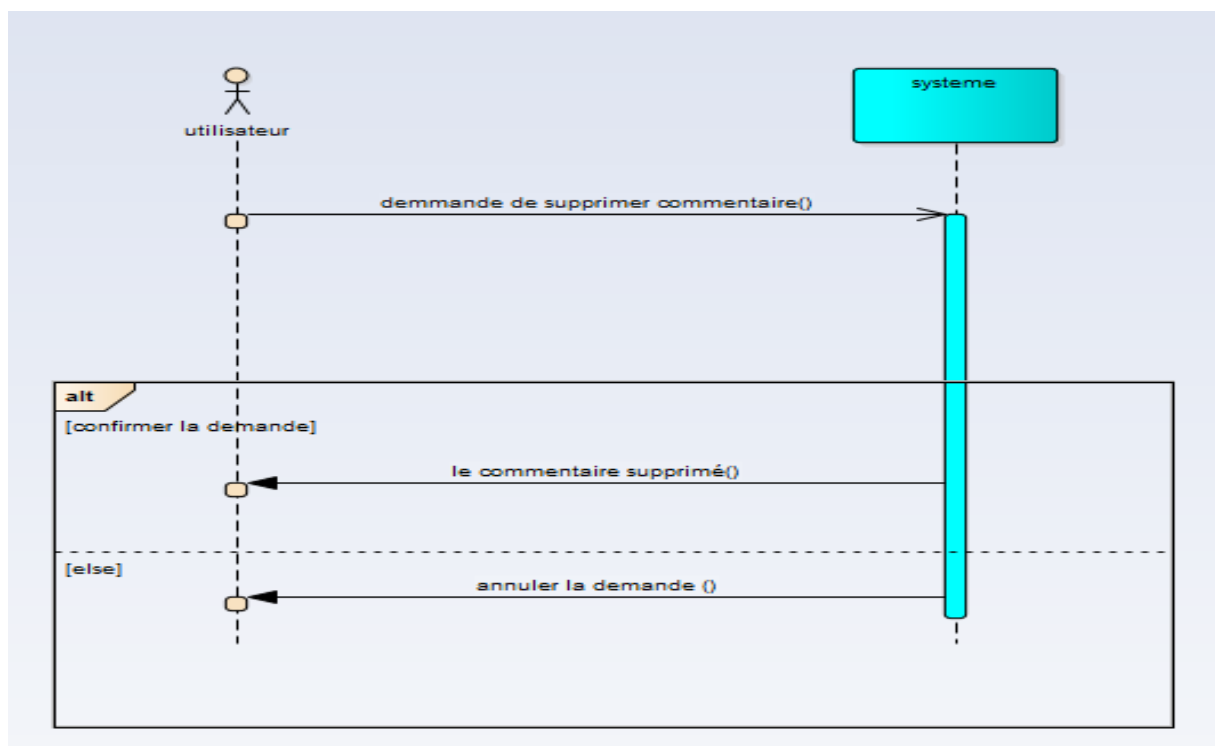 utilisateur
systeme
demmande de supprimer commentaire()
alt
[confirmer la demande]
le commentaire supprimé()
[else]
annuler la demande ()